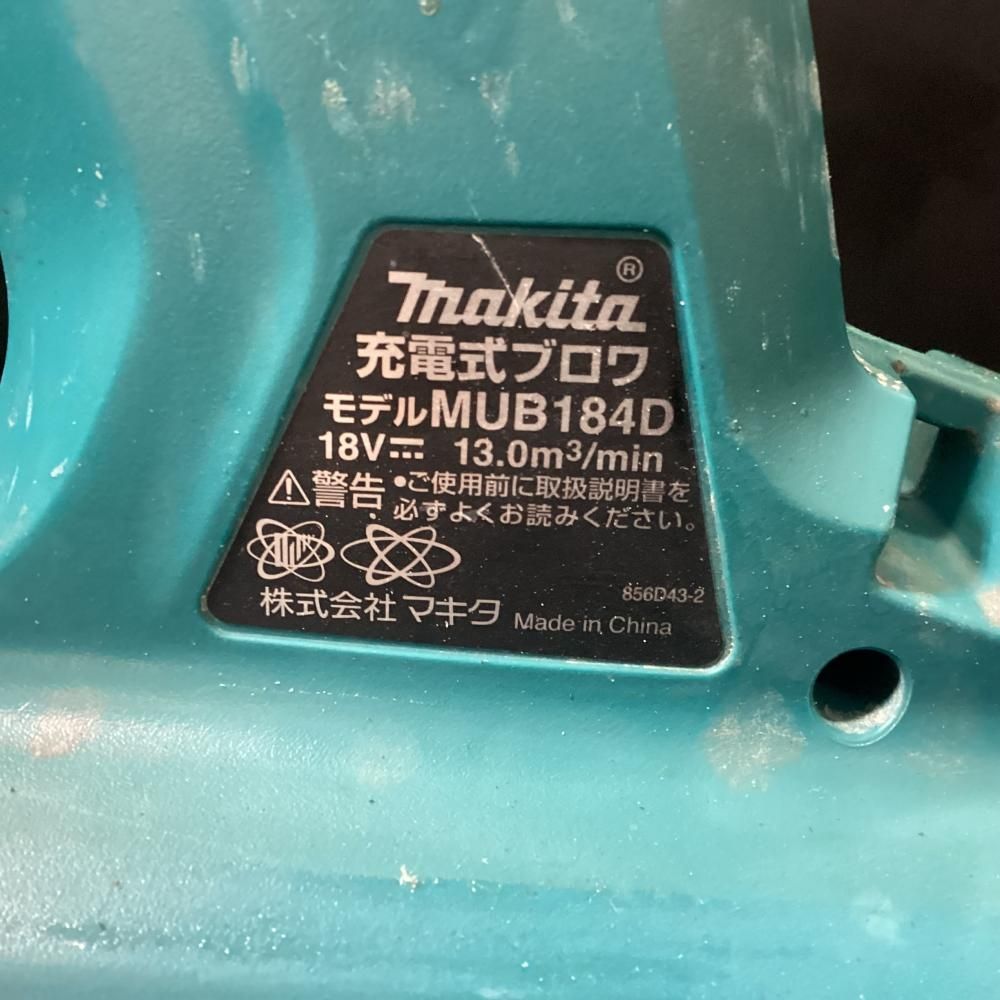 makita®
充電式ブロワ
モデルMUB184D
18V⎓ 13.0m³/min
⚠警告 •ご使用前に取扱説明書を
必ずよくお読みください。
856D43-2
株式会社マキタ Made in China